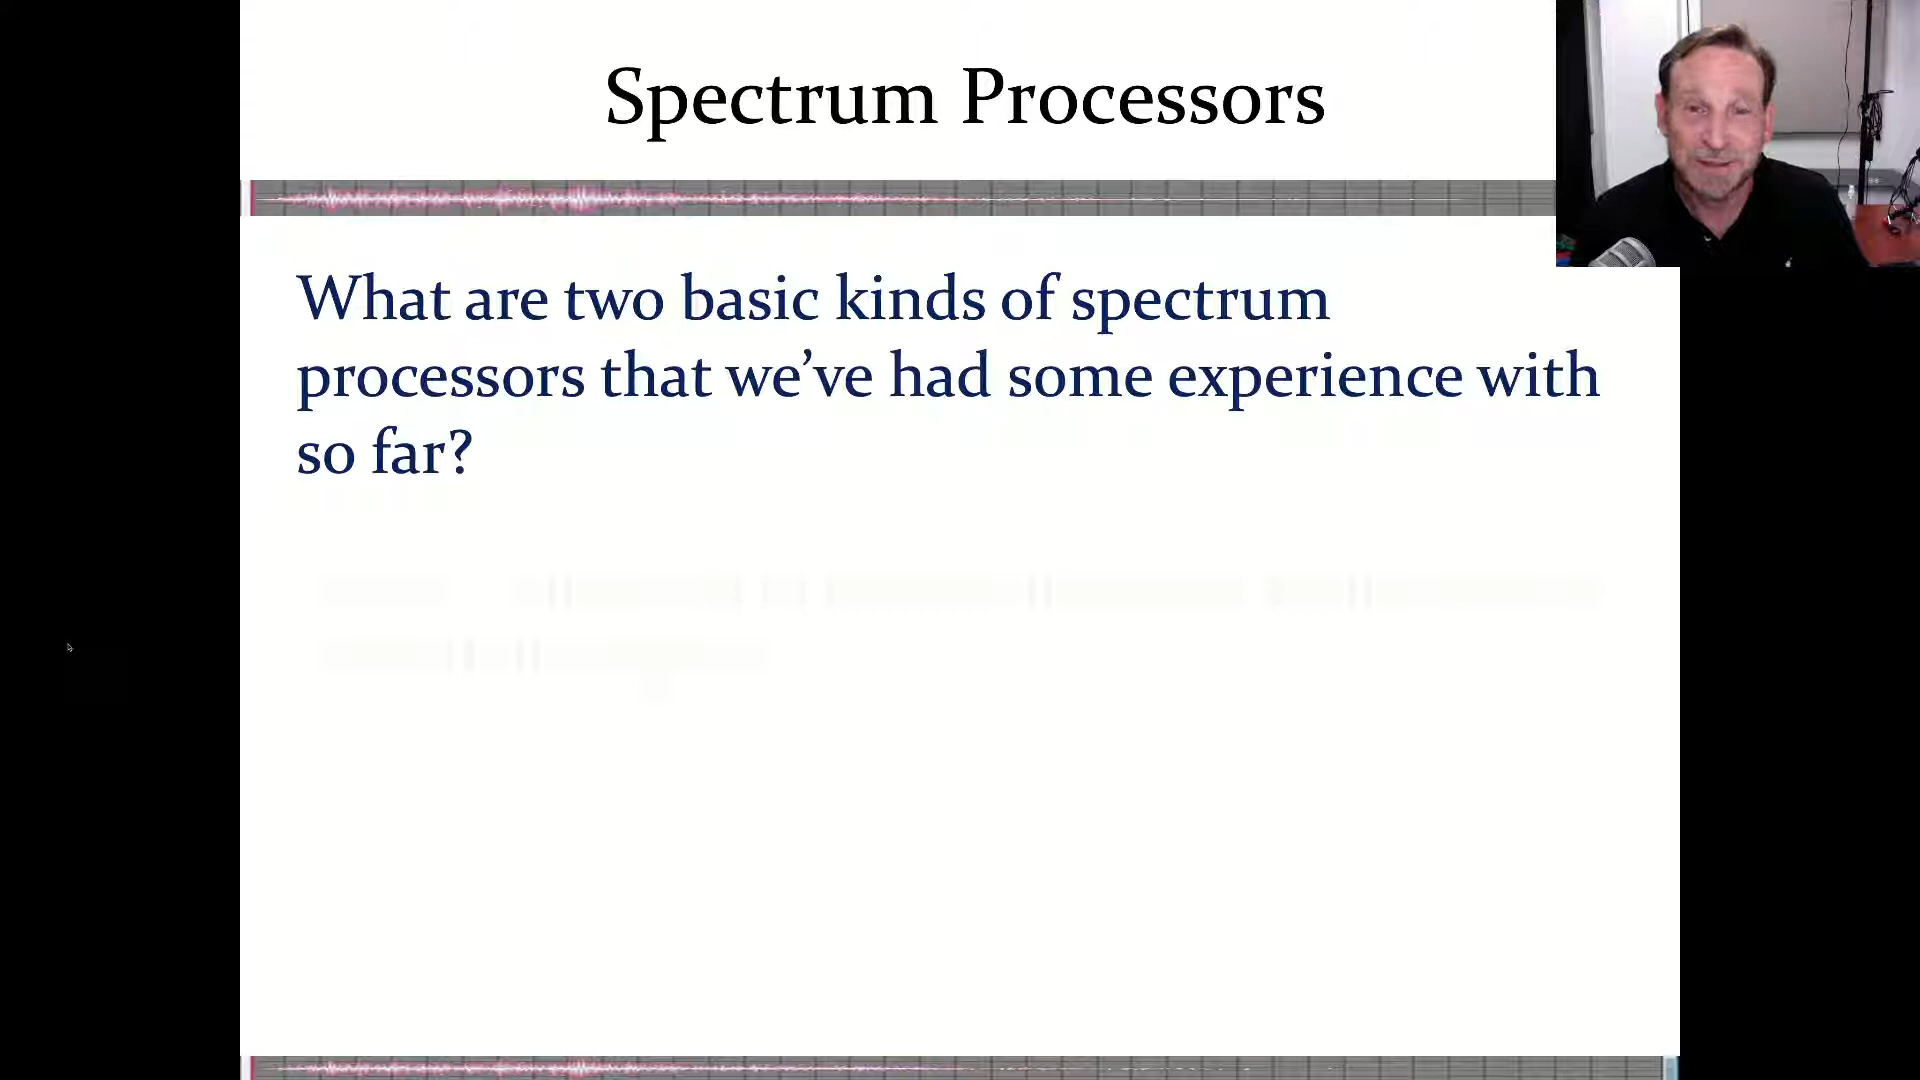 Spectrum Processors
What are two basic kinds of spectrum
processors that we’ve had some experience with
so far?